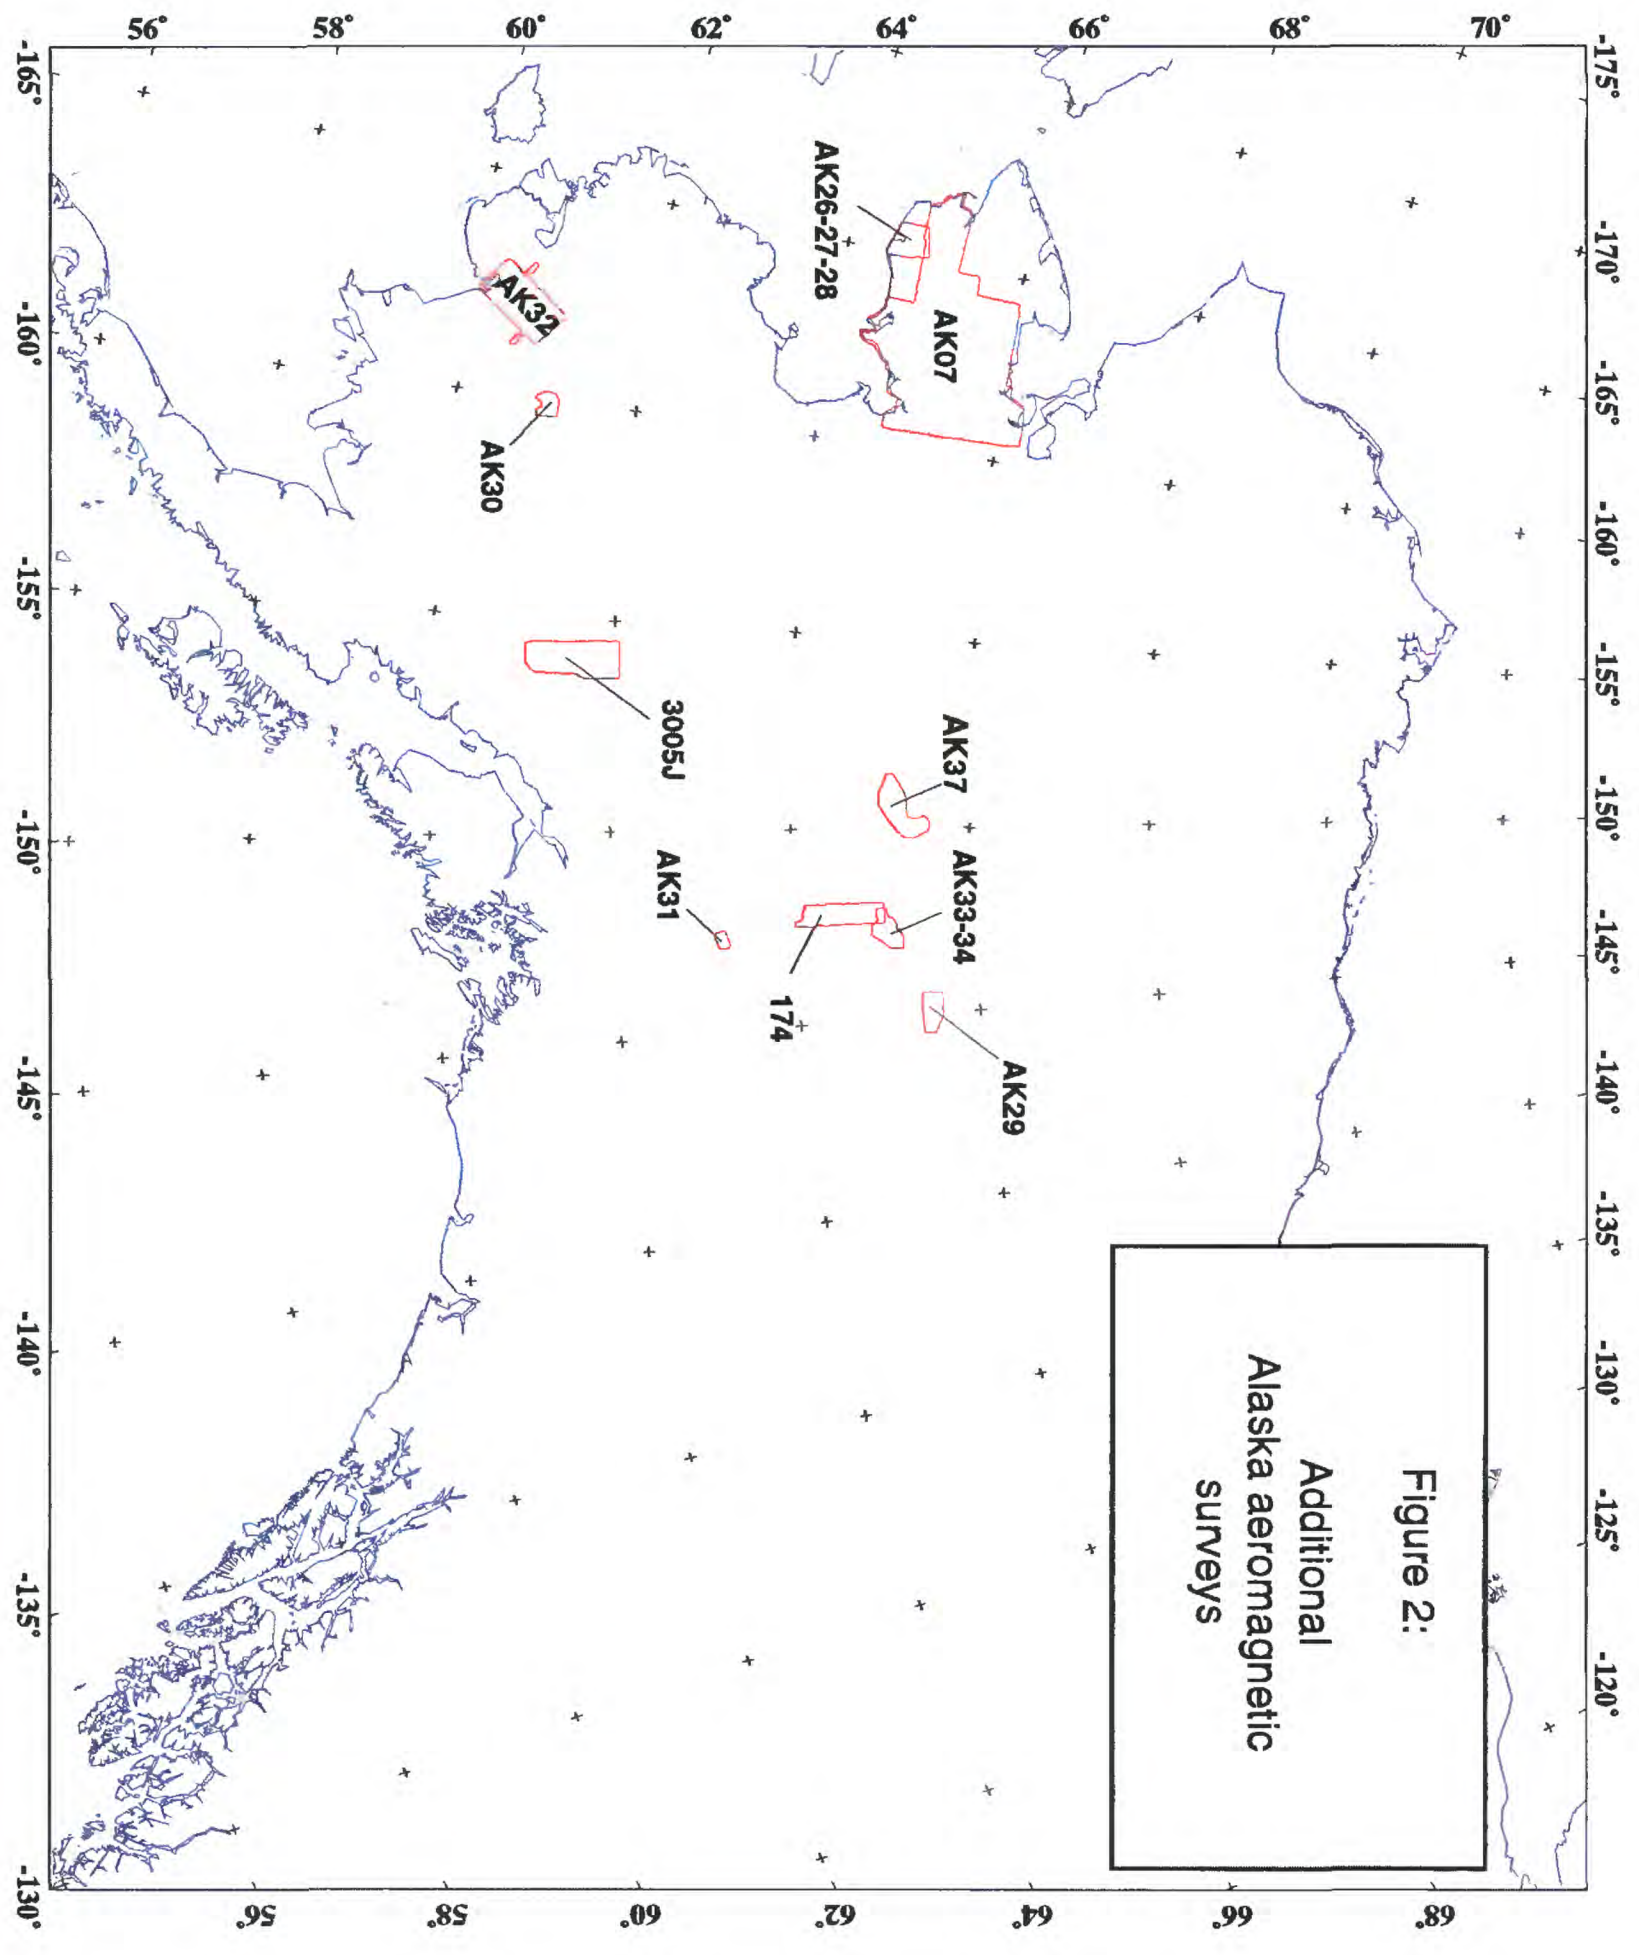 -175° -170° -165° -160° -155° -150° -145° -140° -135° -130° -125° -120°
70°
68°
66°
64°
62°
60°
58°
56°
Figure 2:
Additional
Alaska aeromagnetic
surveys
AK29
AK33-34
AK37
AK07
AK26-27-28
174
AK31
3005J
AK32
AK30
68°
66°
64°
62°
60°
58°
56°
-165° -160° -155° -150° -145° -140° -135° -130°